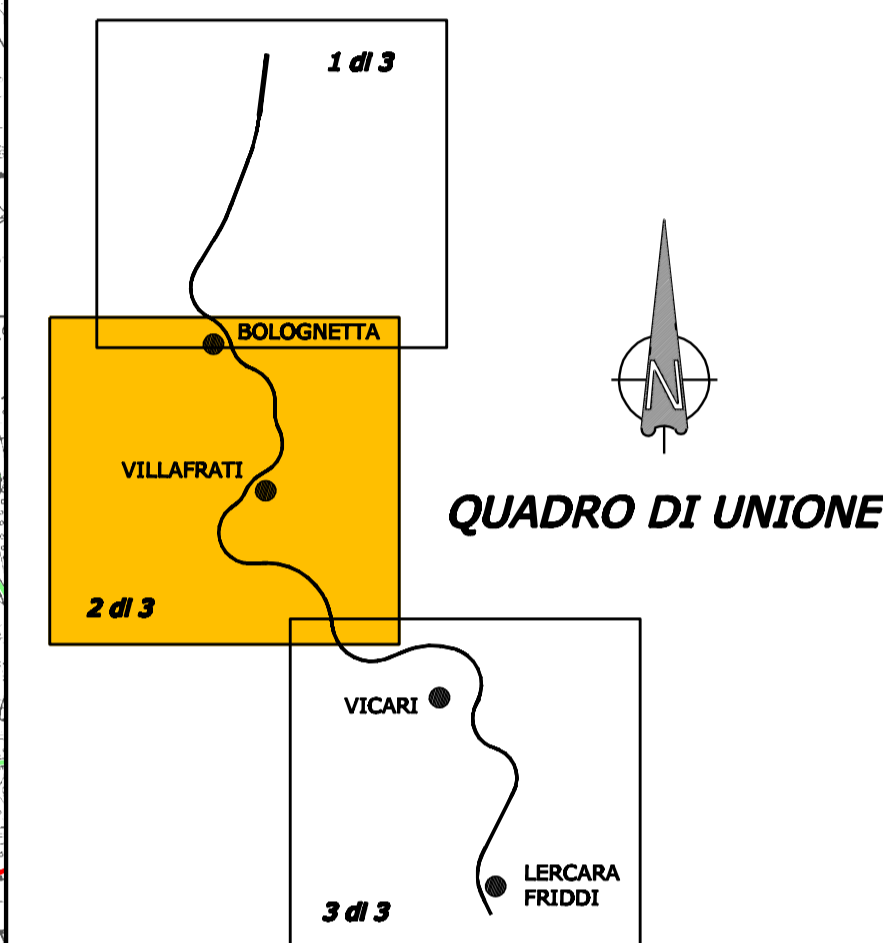 1 di 3
BOLOGNETTA
VILLAFRATI
N
QUADRO DI UNIONE
2 di 3
VICARI
LERCARA
FRIDDI
3 di 3